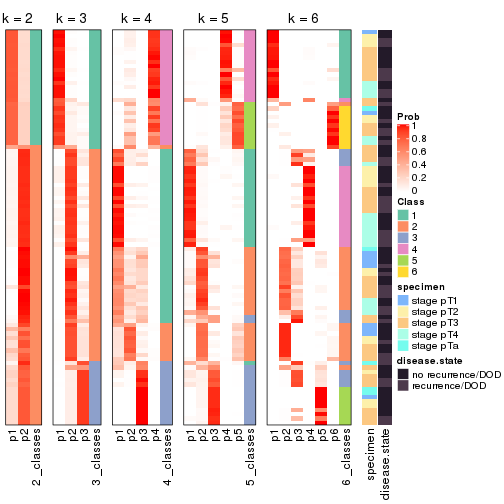 k = 2
k = 3
k = 4
k = 5
k = 6
Prob
1
0.8
0.6
0.4
0.2
0
Class
1
2
3
4
5
6
specimen
stage pT1
stage pT2
stage pT3
stage pT4
stage pTa
disease.state
no recurrence/DOD
recurrence/DOD
p1
p2
2_classes
p1
p2
p3
3_classes
p1
p2
p3
p4
4_classes
p1
p2
p3
p4
p5
5_classes
p1
p2
p3
p4
p5
p6
6_classes
specimen
disease.state